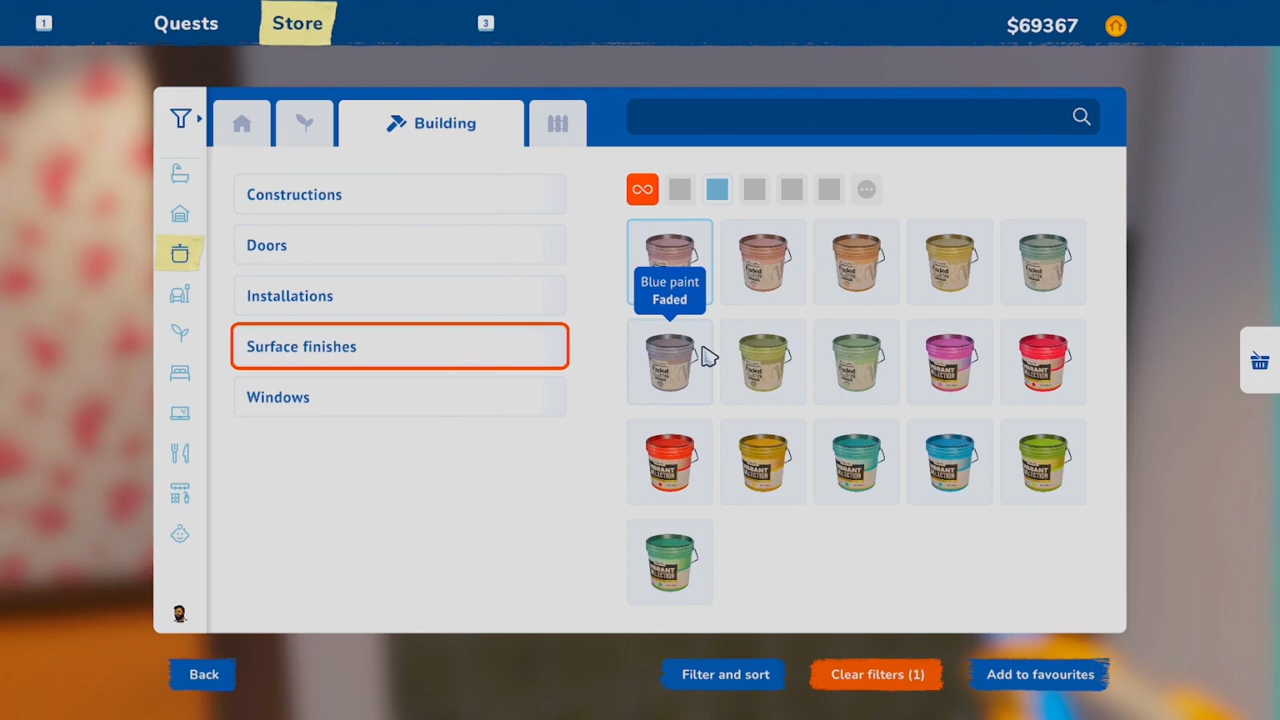 1
Quests
Store
3
$69367
Building
Constructions
Doors
Installations
Surface finishes
Windows
Blue paint
Faded
Back
Filter and sort
Clear filters (1)
Add to favourites